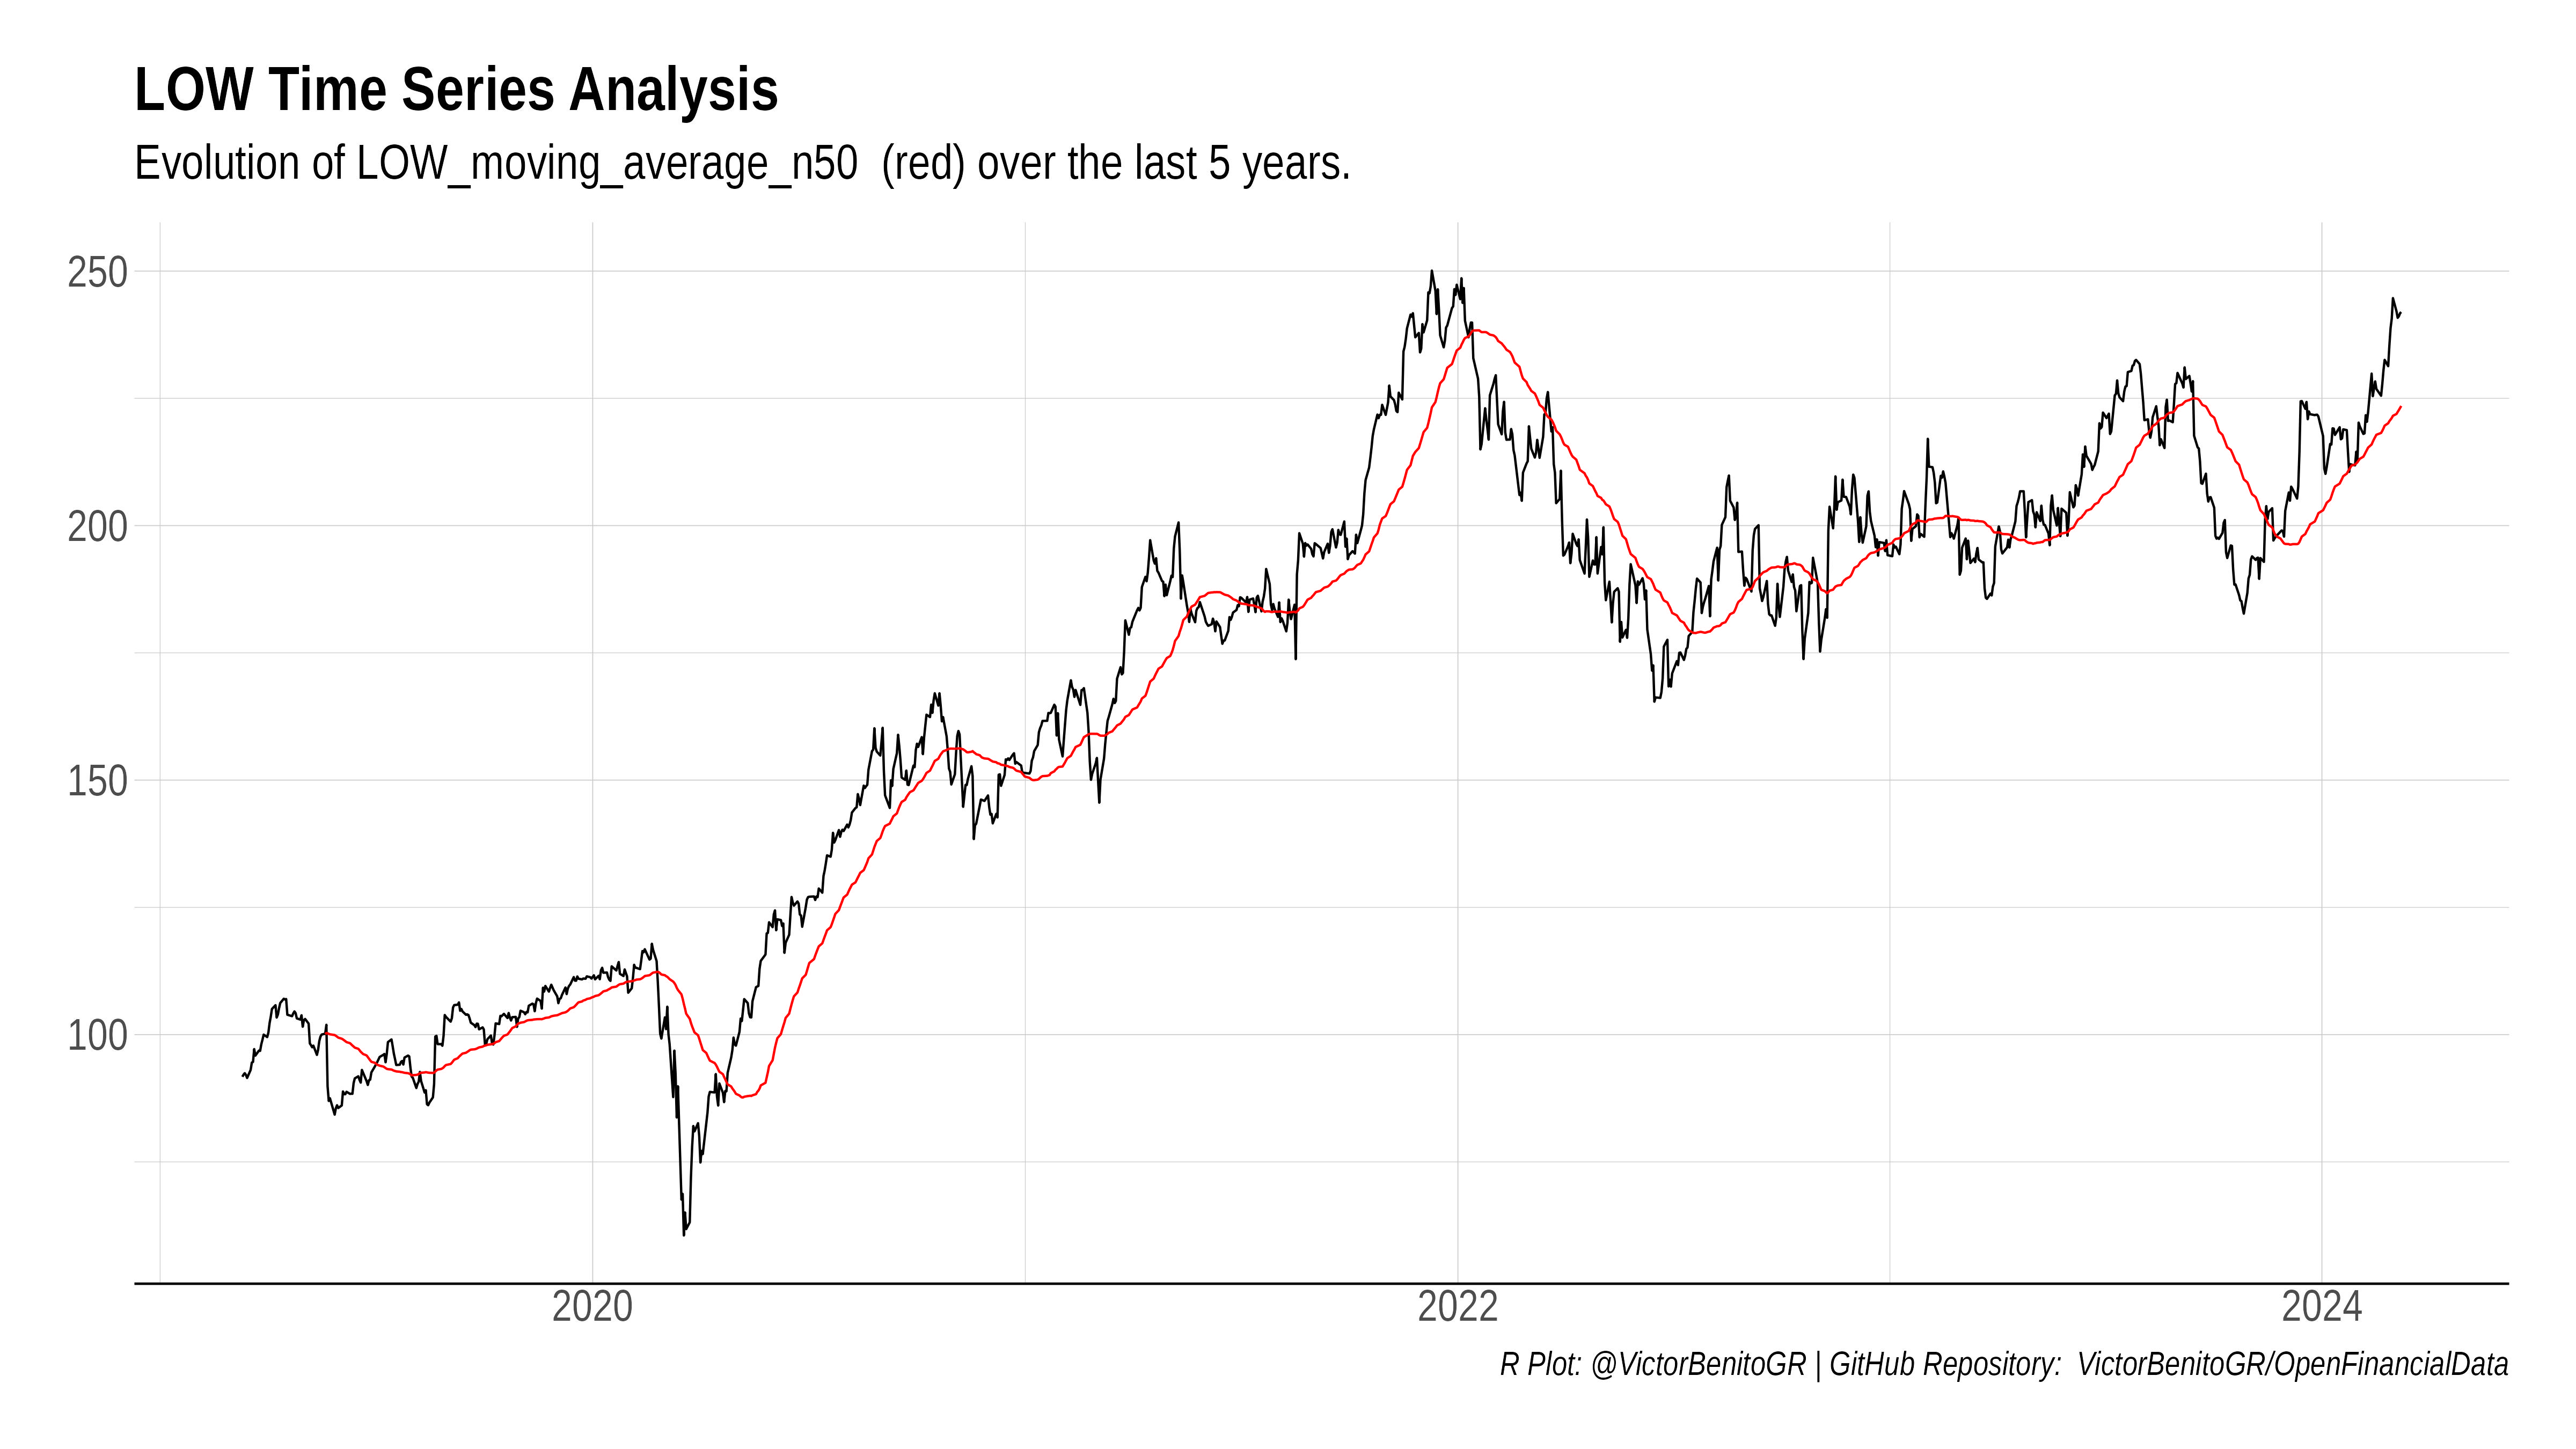 LOW Time Series Analysis
Evolution of LOW_moving_average_n50  (red) over the last 5 years.
250
200
150
100
2020 2022 2024
R Plot: @VictorBenitoGR | GitHub Repository:  VictorBenitoGR/OpenFinancialData